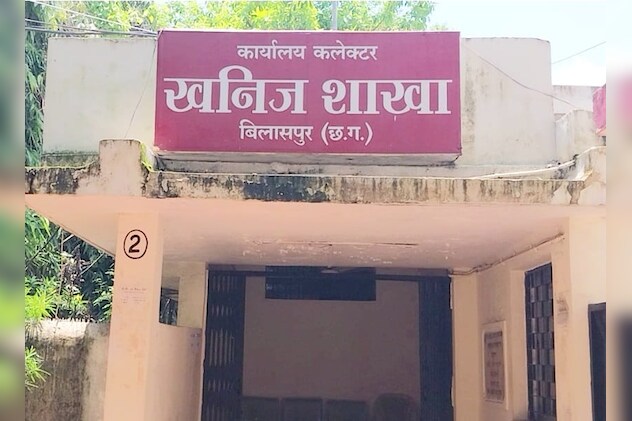 कार्यालय कलेक्टर
खनिज शाखा
बिलासपुर (छ.ग.)
2